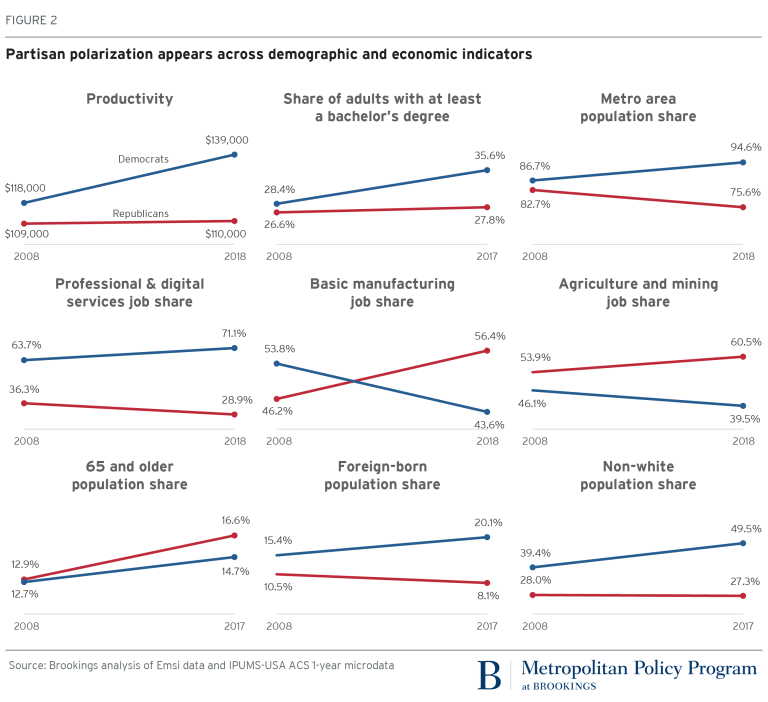 FIGURE 2
Partisan polarization appears across demographic and economic indicators
Productivity
$118,000
$139,000
Democrats
Republicans
$109,000
$110,000
2008
2018
Share of adults with at least
a bachelor's degree
28.4%
35.6%
26.6%
27.8%
2008
2017
Metro area
population share
86.7%
94.6%
82.7%
75.6%
2008
2018
Professional & digital
services job share
63.7%
71.1%
36.3%
28.9%
2008
2018
Basic manufacturing
job share
53.8%
56.4%
46.2%
43.6%
2008
2018
Agriculture and mining
job share
53.9%
60.5%
46.1%
39.5%
2008
2018
65 and older
population share
12.9%
16.6%
12.7%
14.7%
2008
2017
Foreign-born
population share
15.4%
20.1%
10.5%
8.1%
2008
2017
Non-white
population share
39.4%
49.5%
28.0%
27.3%
2008
2017
Source: Brookings analysis of Emsi data and IPUMS-USA ACS 1-year microdata
B
Metropolitan Policy Program
at BROOKINGS